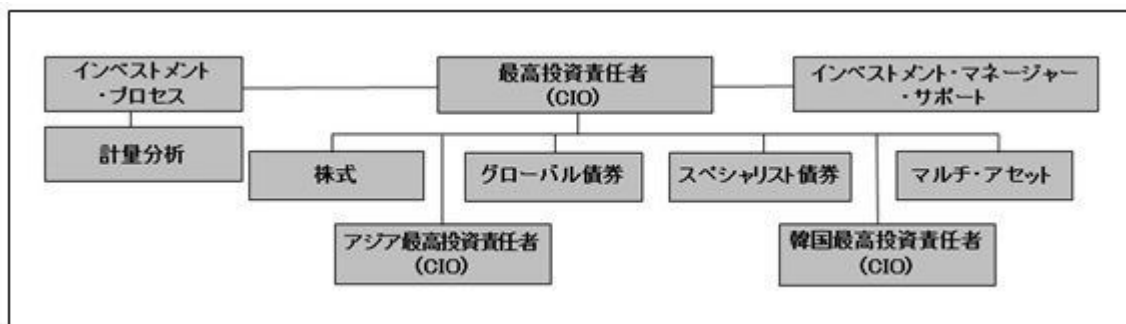 インベストメント
・プロセス
最高投資責任者
(CIO)
インベストメント・マネージャー
・サポート
計量分析
株式
グローバル債券
スペシャリスト債券
マルチ・アセット
アジア最高投資責任者
(CIO)
韓国最高投資責任者
(CIO)